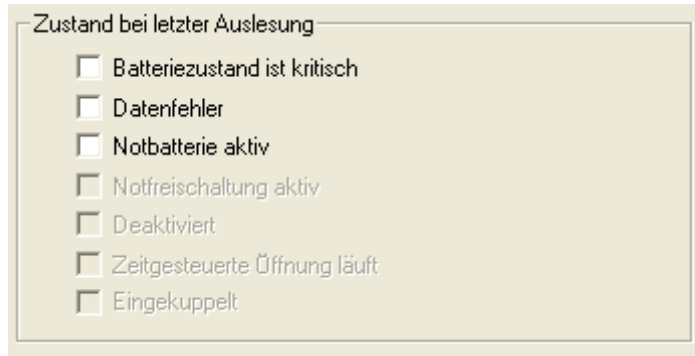 Zustand bei letzter Auslesung
Batteriezustand ist kritisch
Datenfehler
Notbatterie aktiv
Notfreischaltung aktiv
Deaktiviert
Zeitgesteuerte Öffnung läuft
Eingekuppelt